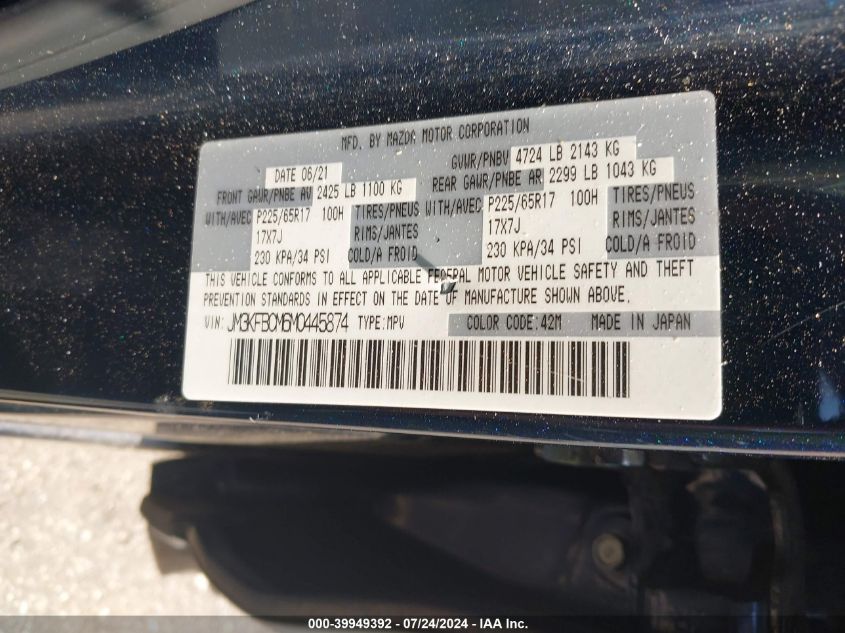 MFD. BY MAZDA MOTOR CORPORATION
DATE 06/21 GVWR/PNBV 4724 LB 2143 KG
FRONT GAWR/PNBE AV 2425 LB 1100 KG REAR GAWR/PNBE AR 2299 LB 1043 KG
WITH/AVEC P225/65R17 100H TIRES/PNEUS WITH/AVEC P225/65R17 100H TIRES/PNEUS
17X7J RIMS/JANTES 17X7J RIMS/JANTES
230 KPA/34 PSI COLD/A FROID 230 KPA/34 PSI COLD/A FROID
THIS VEHICLE CONFORMS TO ALL APPLICABLE FEDERAL MOTOR VEHICLE SAFETY AND THEFT
PREVENTION STANDARDS IN EFFECT ON THE DATE OF MANUFACTURE SHOWN ABOVE.
VIN: JM3KFBCM6M0445874 TYPE:MPV COLOR CODE:42M MADE IN JAPAN
000-39949392 - 07/24/2024 - IAA Inc.